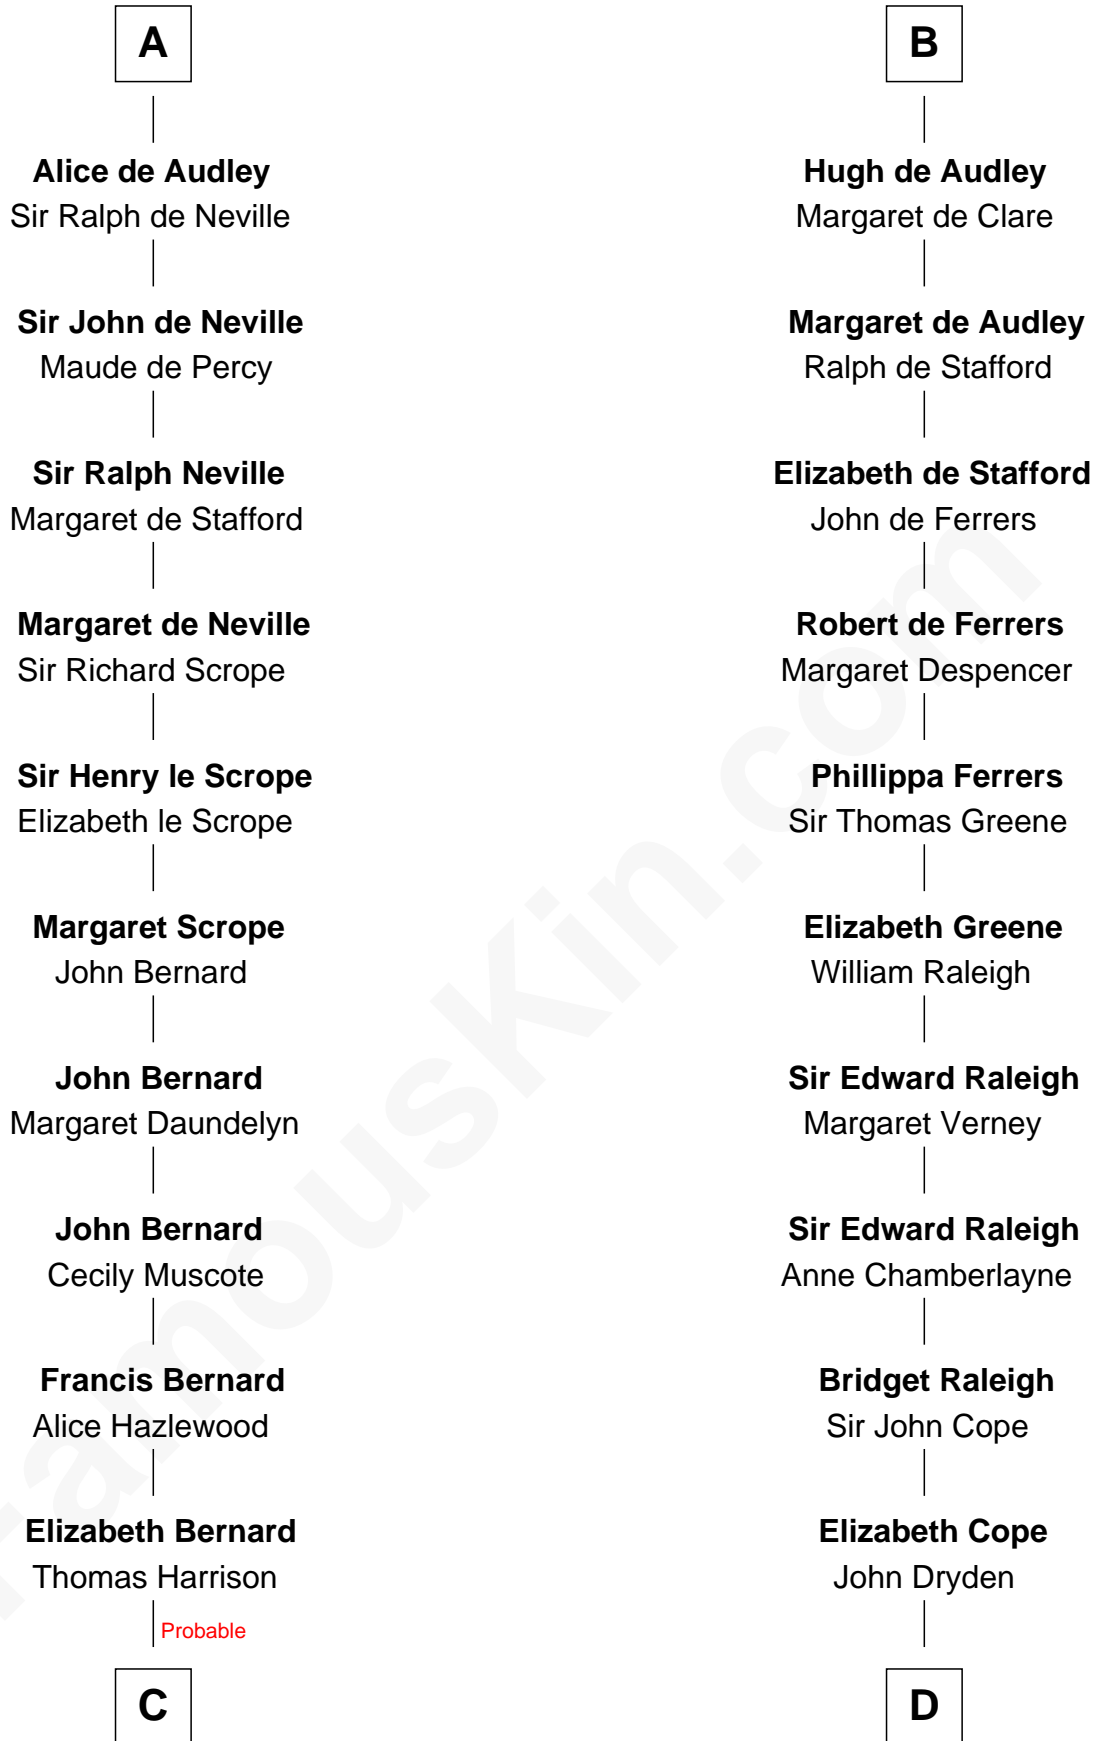 A
Alice de Audley
Sir Ralph de Neville
Sir John de Neville
Maude de Percy
Sir Ralph Neville
Margaret de Stafford
Margaret de Neville
Sir Richard Scrope
Sir Henry le Scrope
Elizabeth le Scrope
Margaret Scrope
John Bernard
John Bernard
Margaret Daundelyn
John Bernard
Cecily Muscote
Francis Bernard
Alice Hazlewood
Elizabeth Bernard
Thomas Harrison
Probable
C
B
Hugh de Audley
Margaret de Clare
Margaret de Audley
Ralph de Stafford
Elizabeth de Stafford
John de Ferrers
Robert de Ferrers
Margaret Despencer
Phillippa Ferrers
Sir Thomas Greene
Elizabeth Greene
William Raleigh
Sir Edward Raleigh
Margaret Verney
Sir Edward Raleigh
Anne Chamberlayne
Bridget Raleigh
Sir John Cope
Elizabeth Cope
John Dryden
D
FamousKin.com